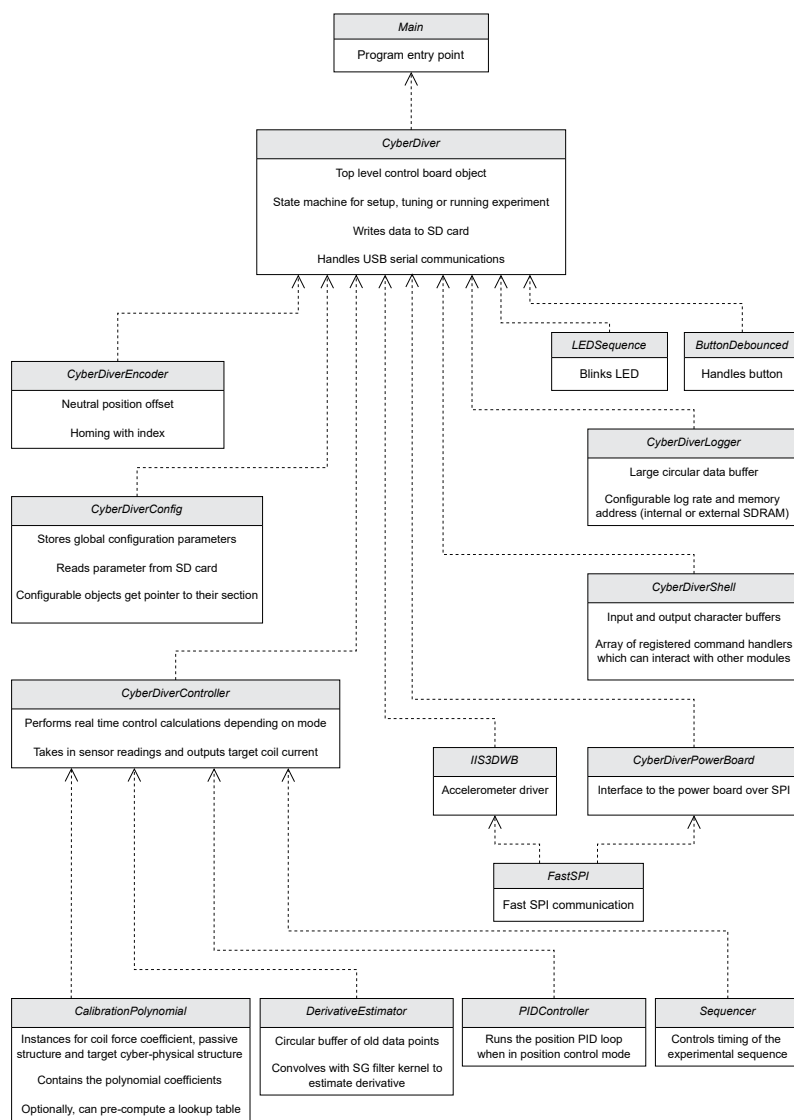 Main
Program entry point
CyberDiver
Top level control board object
State machine for setup, tuning or running experiment
Writes data to SD card
Handles USB serial communications
LEDSequence
Blinks LED
ButtonDebounced
Handles button
CyberDiverEncoder
Neutral position offset
Homing with index
CyberDiverLogger
Large circular data buffer
Configurable log rate and memory
address (internal or external SDRAM)
CyberDiverConfig
Stores global configuration parameters
Reads parameter from SD card
Configurable objects get pointer to their section
CyberDiverShell
Input and output character buffers
Array of registered command handlers
which can interact with other modules
CyberDiverController
Performs real time control calculations depending on mode
Takes in sensor readings and outputs target coil current
IIS3DWB
Accelerometer driver
CyberDiverPowerBoard
Interface to the power board over SPI
FastSPI
Fast SPI communication
CalibrationPolynomial
Instances for coil force coefficient, passive
structure and target cyber-physical structure
Contains the polynomial coefficients
Optionally, can pre-compute a lookup table
DerivativeEstimator
Circular buffer of old data points
Convolves with SG filter kernel to
estimate derivative
PIDController
Runs the position PID loop
when in position control mode
Sequencer
Controls timing of the
experimental sequence